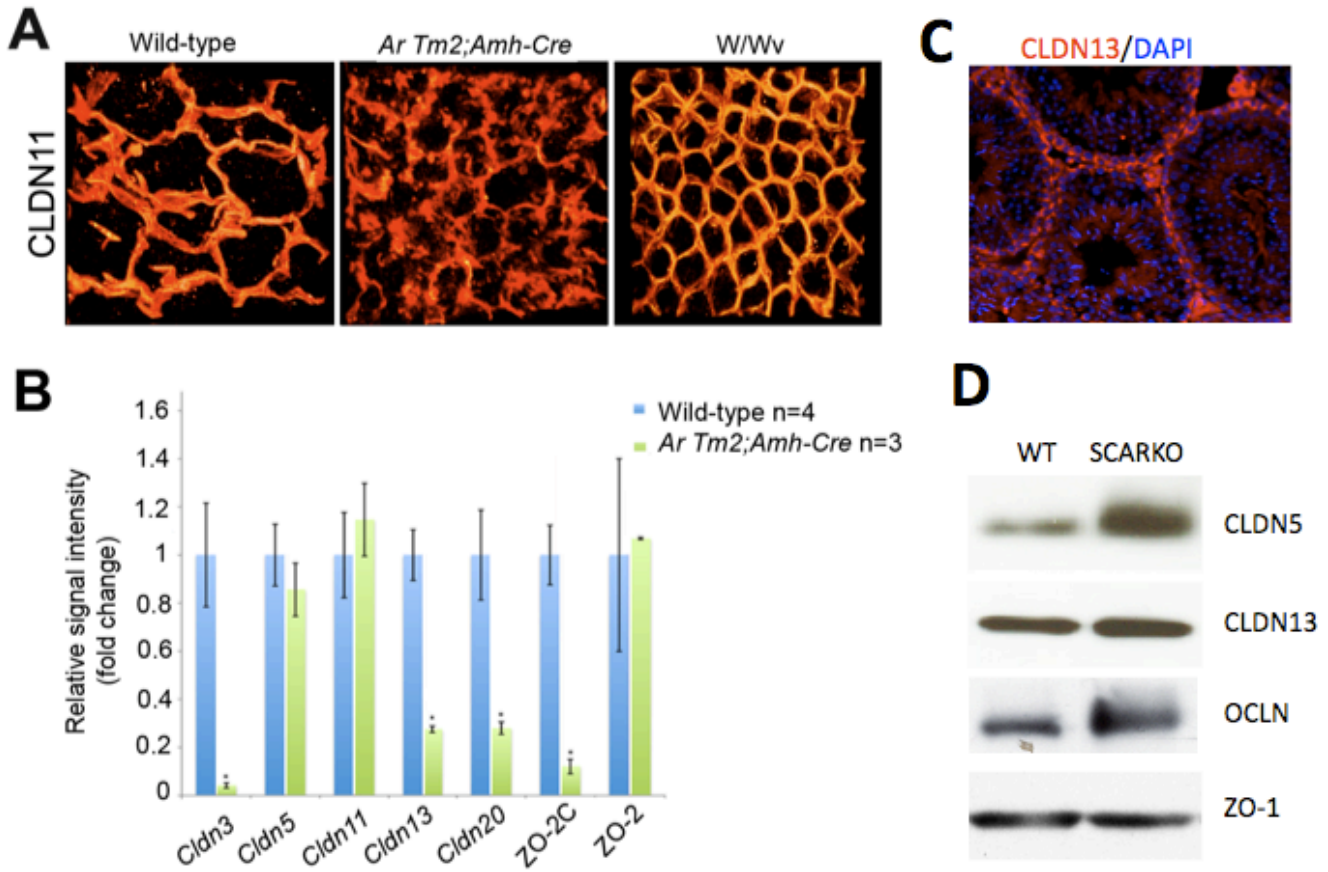 A
Wild-type
Ar Tm2;Amh-Cre
W/Wv
CLDN11
C
CLDN13/DAPI
B
Relative signal intensity
(fold change)
1.6
1.4
1.2
1
0.8
0.6
0.4
0.2
0
Wild-type n=4
Ar Tm2;Amh-Cre n=3
*
*
*
*
Cldn3
Cldn5
Cldn11
Cldn13
Cldn20
ZO-2C
ZO-2
D
WT SCARKO
CLDN5
CLDN13
OCLN
ZO-1